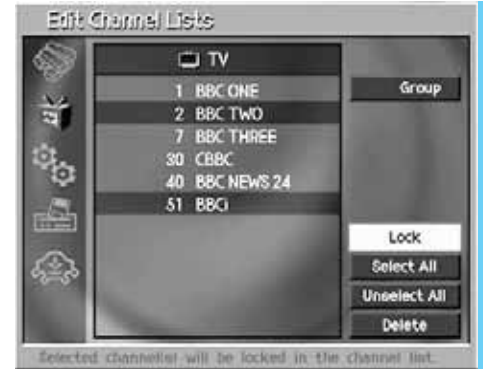 Edit Channel Lists
TV
1 BBC ONE
2 BBC TWO
7 BBC THREE
30 CBBC
40 BBC NEWS 24
51 BBCi
Group
Lock
Select All
Unselect All
Delete
Selected channel(s) will be locked in the channel list.